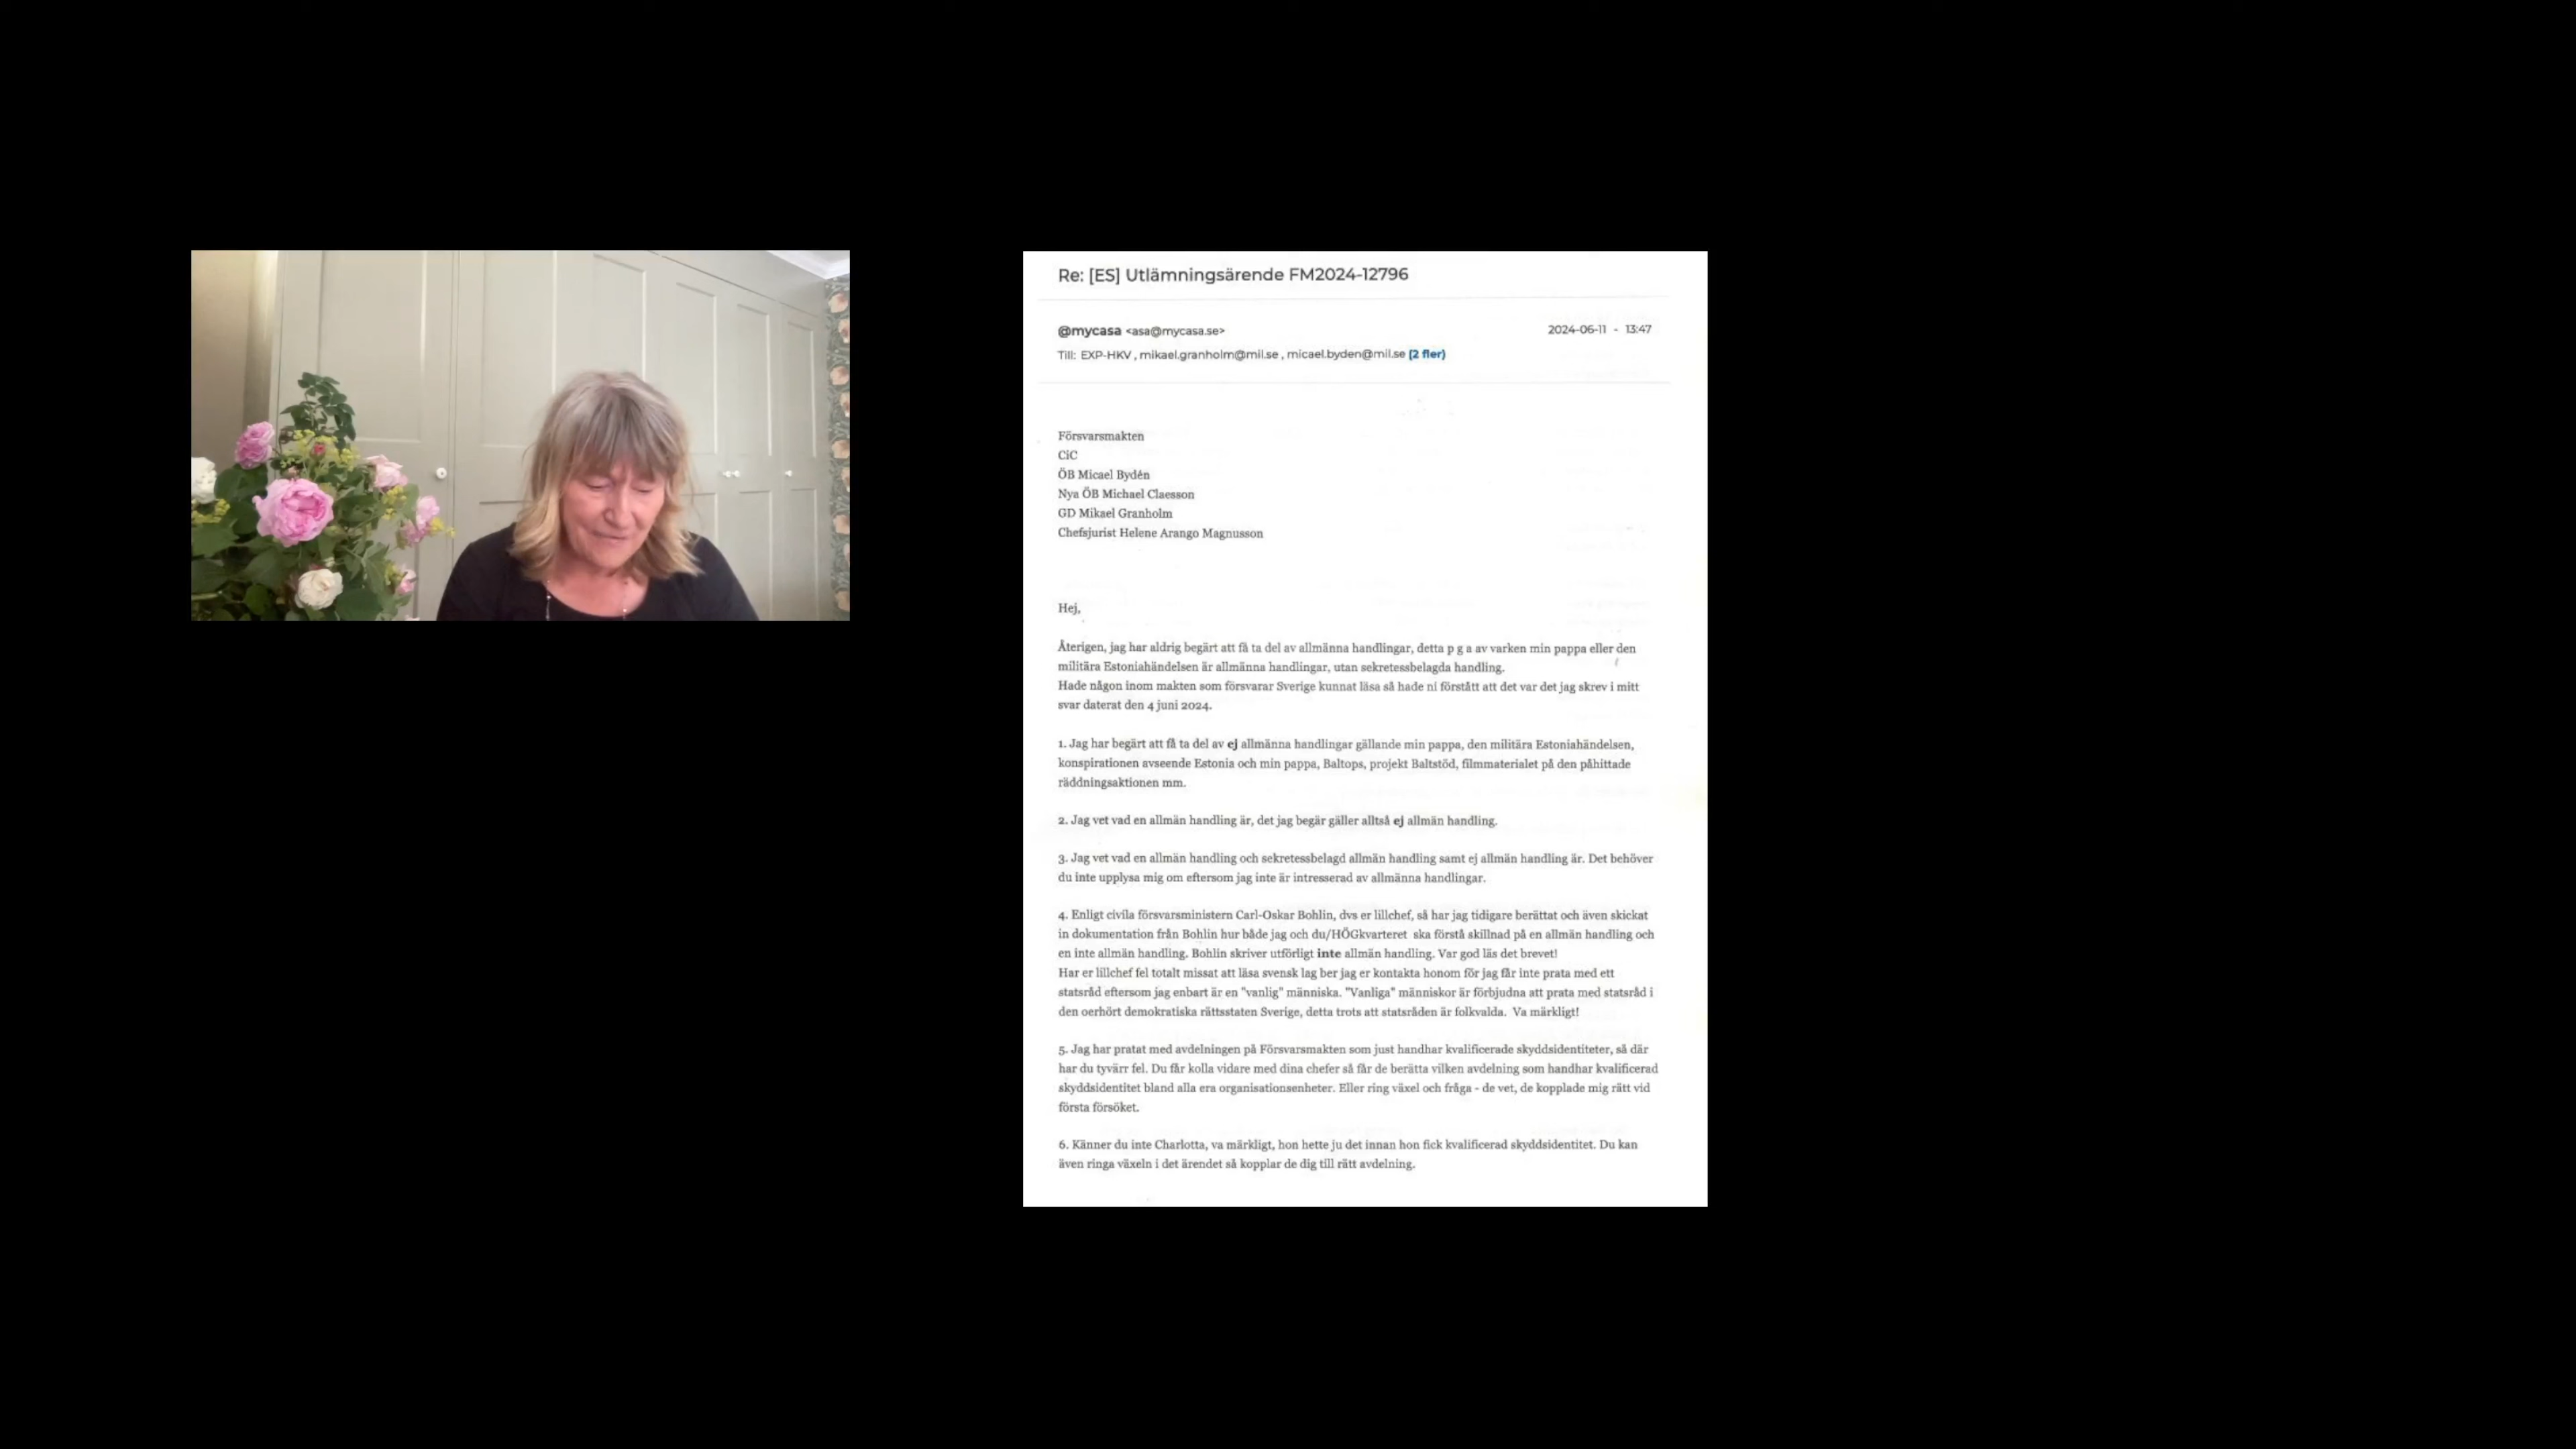 Re: [ES] Utlämningsärende FM2024-12796
@mycasa <asa@mycasa.se>
2024-06-11 - 13:47
Till: EXP-HKV , mikael.granholm@mil.se , micael.byden@mil.se (2 fler)
Försvarsmakten
CiC
ÖB Micael Bydén
Nya ÖB Michael Claesson
GD Mikael Granholm
Chefsjurist Helene Arango Magnusson
Hej,
Återigen, jag har aldrig begärt att få ta del av allmänna handlingar, detta p g a av varken min pappa eller den
militära Estoniahändelsen är allmänna handlingar, utan sekretessbelagda handling.
Hade någon inom makten som försvarar Sverige kunnat läsa så hade ni förstått att det var det jag skrev i mitt
svar daterat den 4 juni 2024.
1. Jag har begärt att få ta del av ej allmänna handlingar gällande min pappa, den militära Estoniahändelsen,
konspirationen avseende Estonia och min pappa, Baltops, projekt Baltstöd, filmmaterialet på den påhittade
räddningsaktionen mm.
2. Jag vet vad en allmän handling är, det jag begär gäller alltså ej allmän handling.
3. Jag vet vad en allmän handling och sekretessbelagd allmän handling samt ej allmän handling är. Det behöver
du inte upplysa mig om eftersom jag inte är intresserad av allmänna handlingar.
4. Enligt civila försvarsministern Carl-Oskar Bohlin, dvs er lillchef, så har jag tidigare berättat och även skickat
in dokumentation från Bohlin hur både jag och du/HÖGkvarteret ska förstå skillnad på en allmän handling och
en inte allmän handling. Bohlin skriver utförligt inte allmän handling. Var god läs det brevet!
Har er lillchef fel totalt missat att läsa svensk lag ber jag er kontakta honom för jag får inte prata med ett
statsråd eftersom jag enbart är en "vanlig" människa. "Vanliga" människor är förbjudna att prata med statsråd i
den oerhört demokratiska rättsstaten Sverige, detta trots att statsråden är folkvalda. Va märkligt!
5. Jag har pratat med avdelningen på Försvarsmakten som just handhar kvalificerade skyddsidentiteter, så där
har du tyvärr fel. Du får kolla vidare med dina chefer så får de berätta vilken avdelning som handhar kvalificerad
skyddsidentitet bland alla era organisationsenheter. Eller ring växel och fråga - de vet, de kopplade mig rätt vid
första försöket.
6. Känner du inte Charlotta, va märkligt, hon hette ju det innan hon fick kvalificerad skyddsidentitet. Du kan
även ringa växeln i det ärendet så kopplar de dig till rätt avdelning.